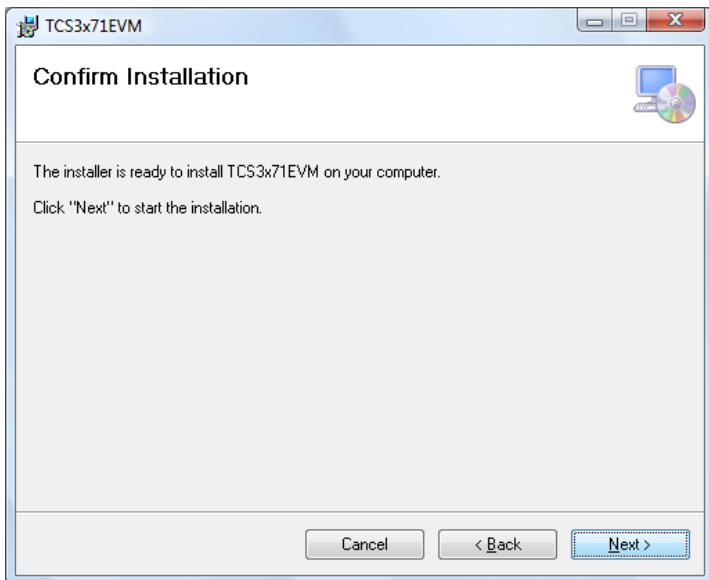 TCS3x71EVM
Confirm Installation
The installer is ready to install TCS3x71EVM on your computer.
Click "Next" to start the installation.
Cancel
< Back
Next >